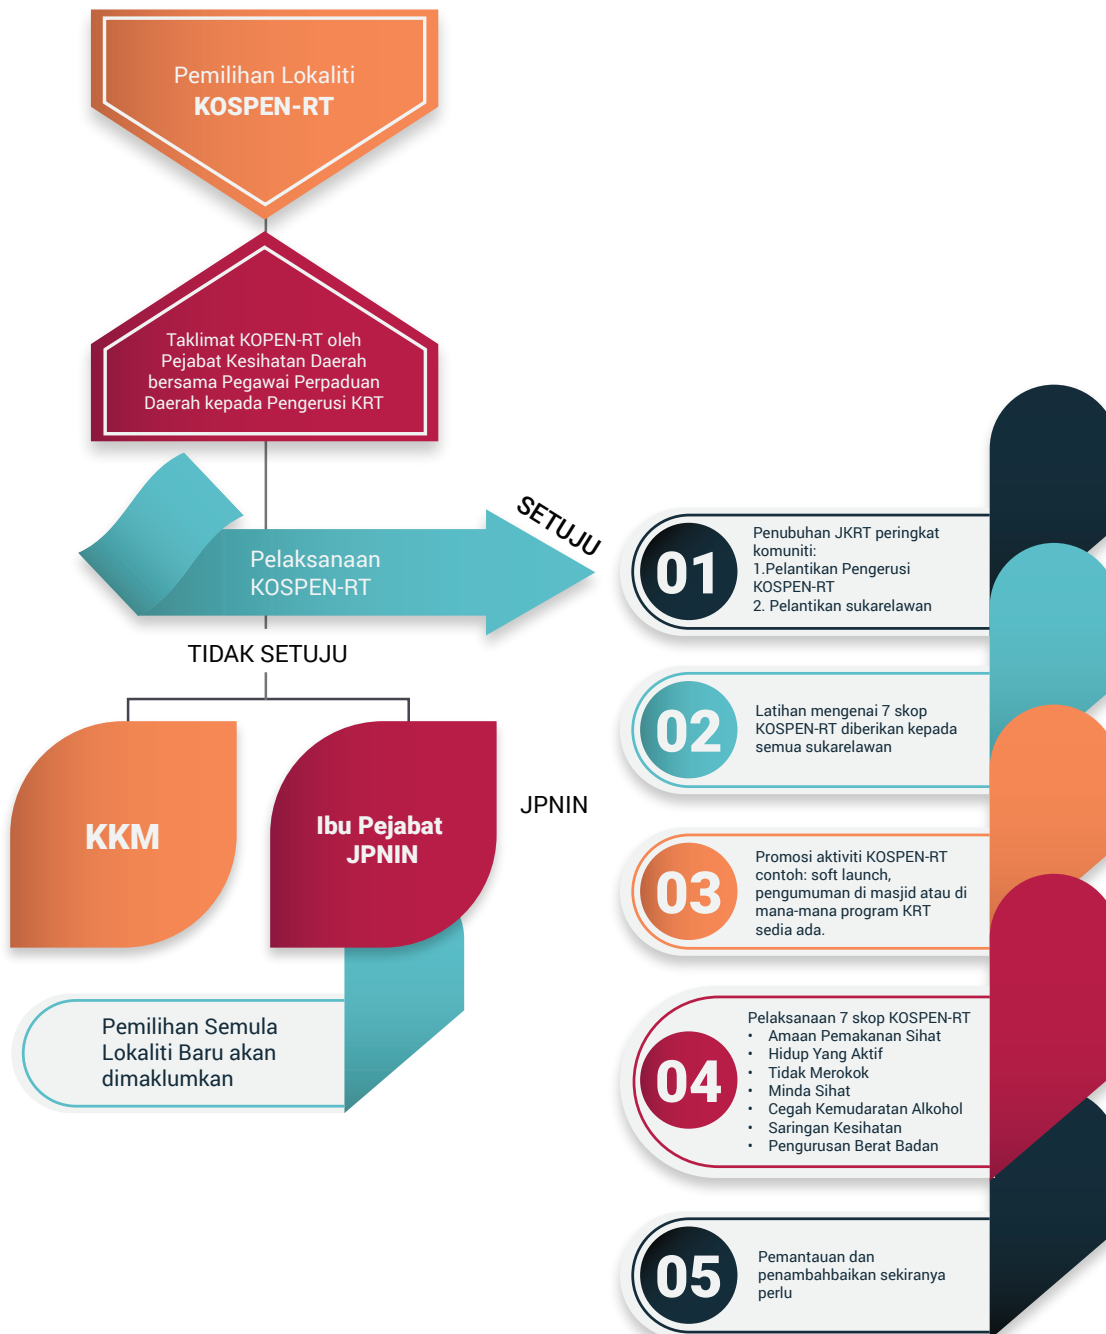 Pemilihan Lokaliti
KOSPEN-RT
Taklimat KOPEN-RT oleh
Pejabat Kesihatan Daerah
bersama Pegawai Perpaduan
Daerah kepada Pengerusi KRT
Pelaksanaan
KOSPEN-RT
SETUJU
TIDAK SETUJU
KKM
Ibu Pejabat
JPNIN
JPNIN
Pemilihan Semula
Lokaliti Baru akan
dimaklumkan
01
Penubuhan JKRT peringkat
komuniti:
1.Pelantikan Pengerusi
KOSPEN-RT
2. Pelantikan sukarelawan
02
Latihan mengenai 7 skop
KOSPEN-RT diberikan kepada
semua sukarelawan
03
Promosi aktiviti KOSPEN-RT
contoh: soft launch,
pengumuman di masjid atau di
mana-mana program KRT
sedia ada.
04
Pelaksanaan 7 skop KOSPEN-RT
• Amaan Pemakanan Sihat
• Hidup Yang Aktif
• Tidak Merokok
• Minda Sihat
• Cegah Kemudaratan Alkohol
• Saringan Kesihatan
• Pengurusan Berat Badan
05
Pemantauan dan
penambahbaikan sekiranya
perlu